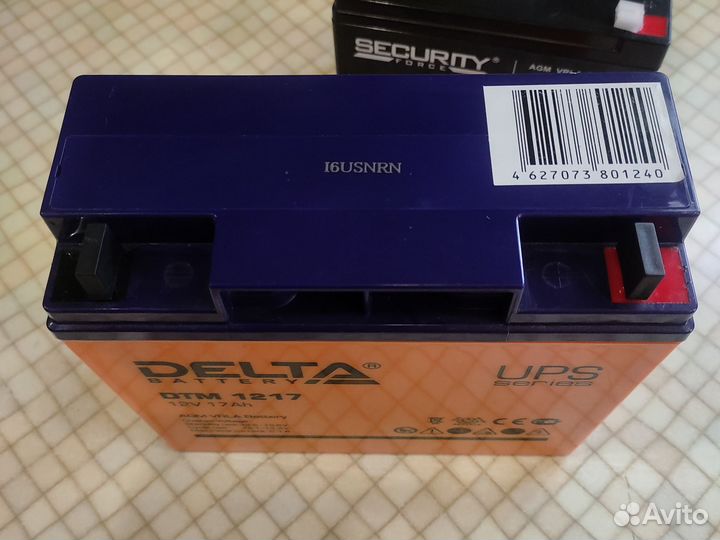 SECURITY®
FORCE
AGM
4 627073 801240
I6USNRN
DELTA®
BATTERY
DTM 1217
12V 17Ah
AGM VRLA Battery
UPS
series
Avito